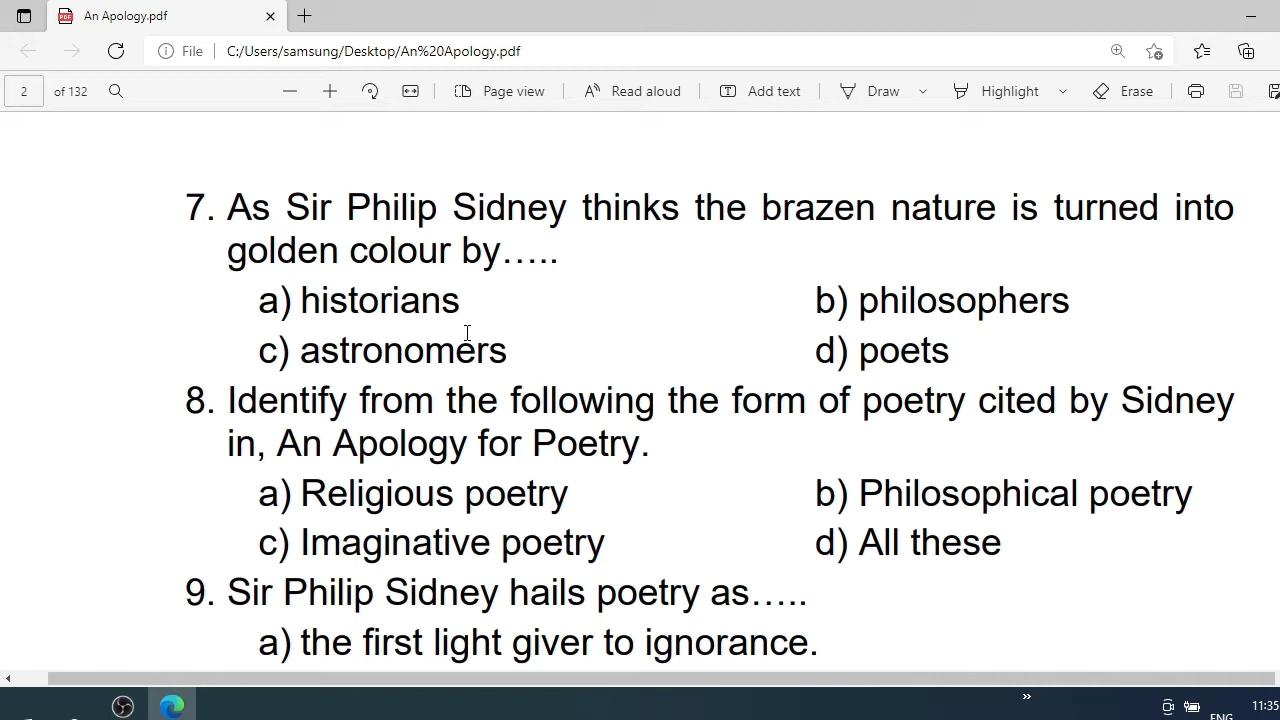 An Apology.pdf
File C:/Users/samsung/Desktop/An%20Apology.pdf
2 of 132 Page view Read aloud Add text Draw Highlight Erase
7. As Sir Philip Sidney thinks the brazen nature is turned into
golden colour by…..
a) historians b) philosophers
c) astronomers d) poets
8. Identify from the following the form of poetry cited by Sidney
in, An Apology for Poetry.
a) Religious poetry b) Philosophical poetry
c) Imaginative poetry d) All these
9. Sir Philip Sidney hails poetry as…..
a) the first light giver to ignorance.
ENG 11:35